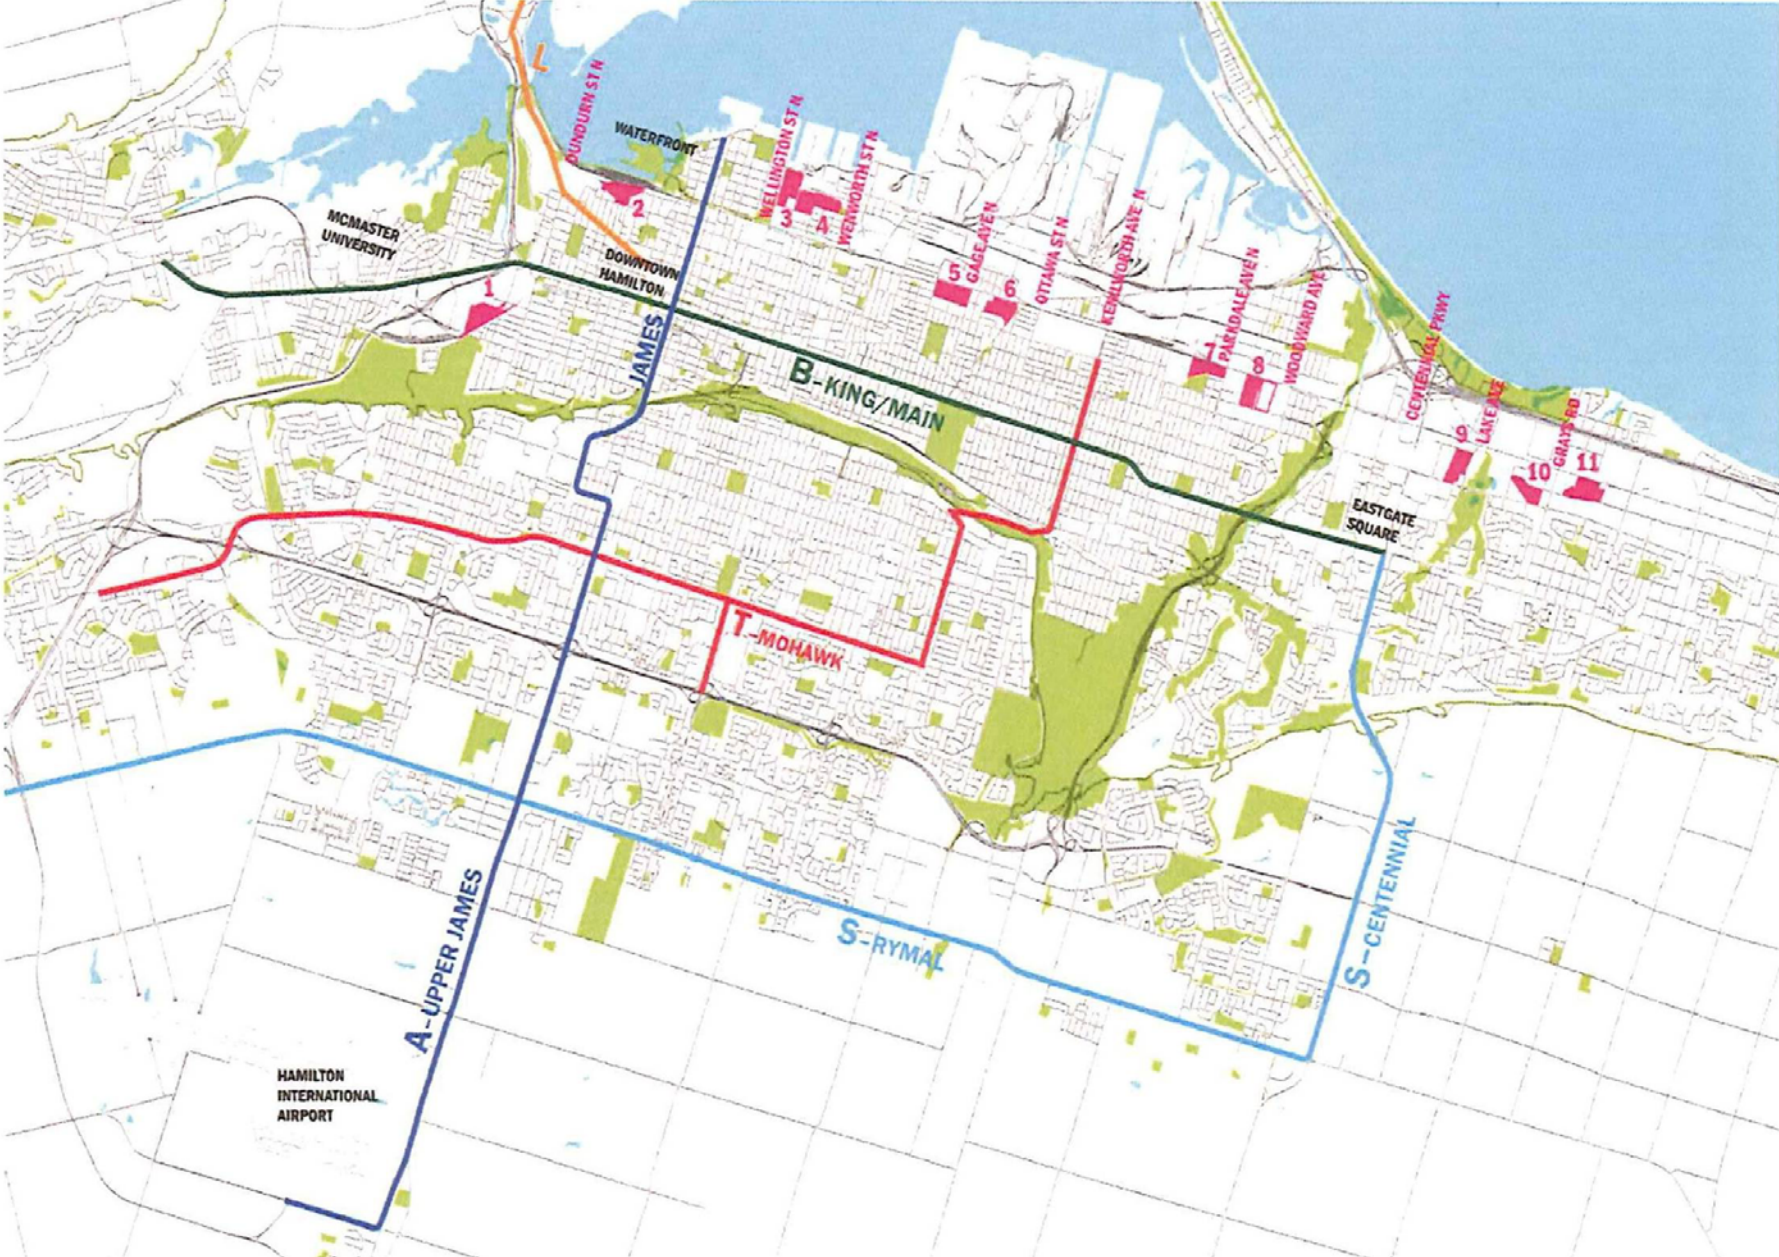 L
DUNDURN ST N
WATERFRONT
WELLINGTON ST N
WENWORTH ST N
2
3
4
MCMASTER
UNIVERSITY
DOWNTOWN
HAMILTON
GAGE AVE N
OTTAWA ST N
KENILWORTH AVE N
PARKDALE AVE N
WOODWARD AVE
CENTENNIAL PKWY
LAKE AVE
GRAYS RD
1
5
6
7
8
9
10
11
JAMES
B-KING/MAIN
EASTGATE
SQUARE
T-MOHAWK
A-UPPER JAMES
S-RYMAL
S-CENTENNIAL
HAMILTON
INTERNATIONAL
AIRPORT